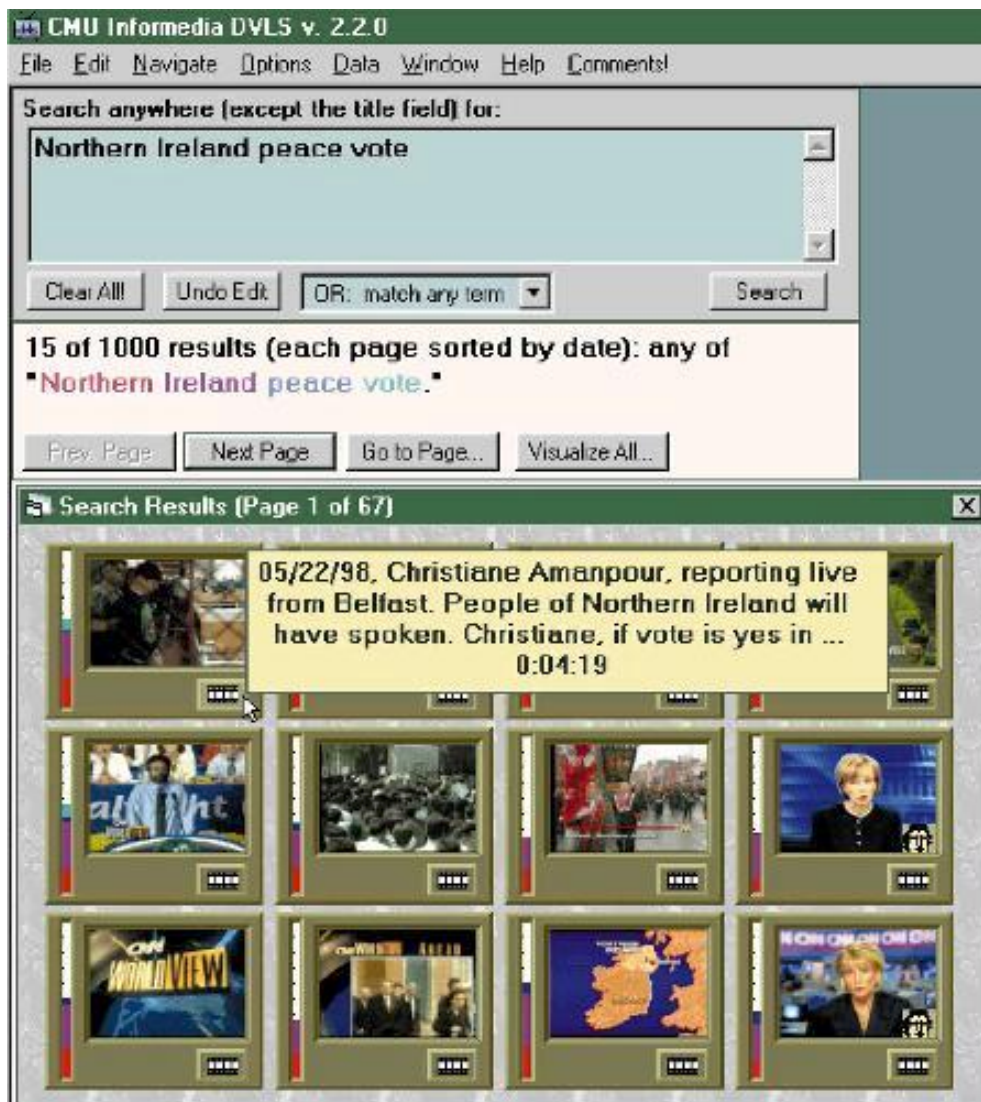 CMU Informedia DVLS v. 2.2.0
File Edit Navigate Options Data Window Help Comments!
Search anywhere (except the title field) for:
Northern Ireland peace vote
Clear All! Undo Edit OR: match any term Search
15 of 1000 results (each page sorted by date): any of
"Northern Ireland peace vote."
Prev. Page Next Page Go to Page... Visualize All...
Search Results (Page 1 of 67)
05/22/98, Christiane Amanpour, reporting live
from Belfast. People of Northern Ireland will
have spoken. Christiane, if vote is yes in ...
0:04:19
CNN
WORLDVIEW
AHEAD